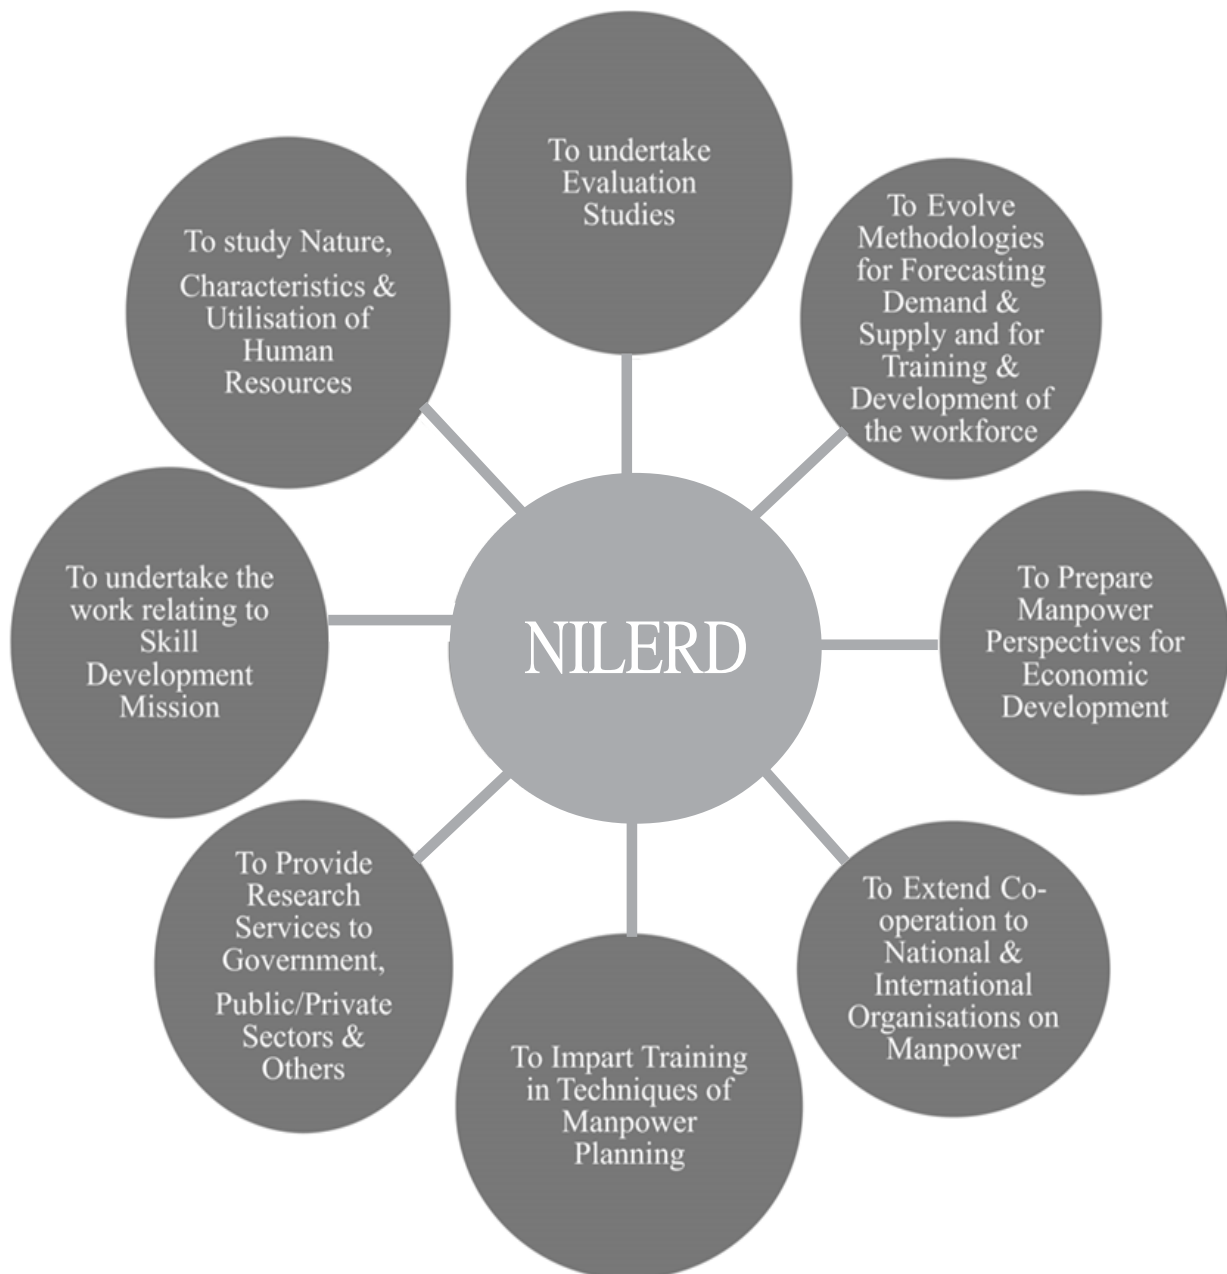 To undertake
Evaluation
Studies
To Evolve
Methodologies
for Forecasting
Demand &
Supply and for
Training &
Development of
the workforce
To Prepare
Manpower
Perspectives for
Economic
Development
To Extend Co-
operation to
National &
International
Organisations on
Manpower
To Impart Training
in Techniques of
Manpower
Planning
To Provide
Research
Services to
Government,
Public/Private
Sectors &
Others
To undertake the
work relating to
Skill
Development
Mission
To study Nature,
Characteristics &
Utilisation of
Human
Resources
NILERD